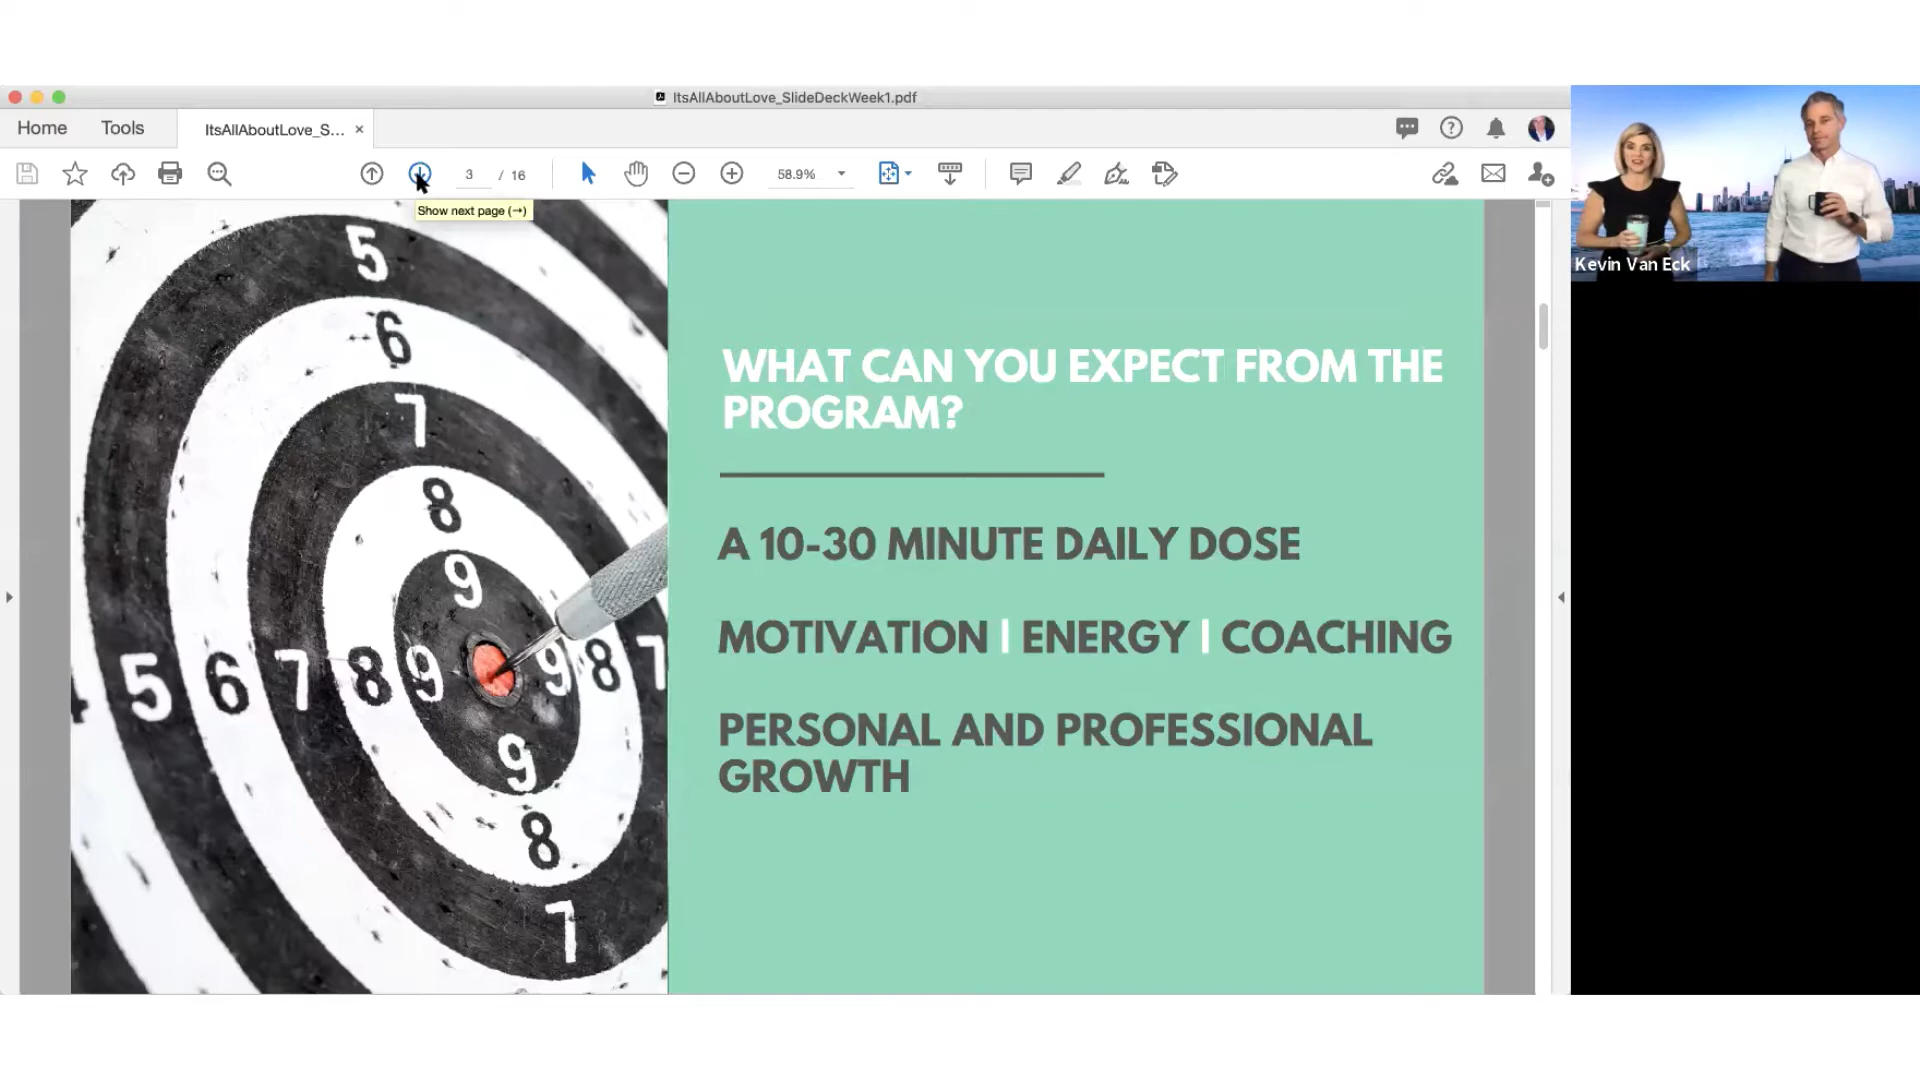 ItsAllAboutLove_SlideDeckWeek1.pdf
Home Tools ItsAllAboutLove_S... ×
3 / 16 58.9%
Show next page (→)
Kevin Van Eck
WHAT CAN YOU EXPECT FROM THE
PROGRAM?
A 10-30 MINUTE DAILY DOSE
MOTIVATION | ENERGY | COACHING
PERSONAL AND PROFESSIONAL
GROWTH
5
6
7
8
9
5 6 7 8 9 9 8 7
9
8
7